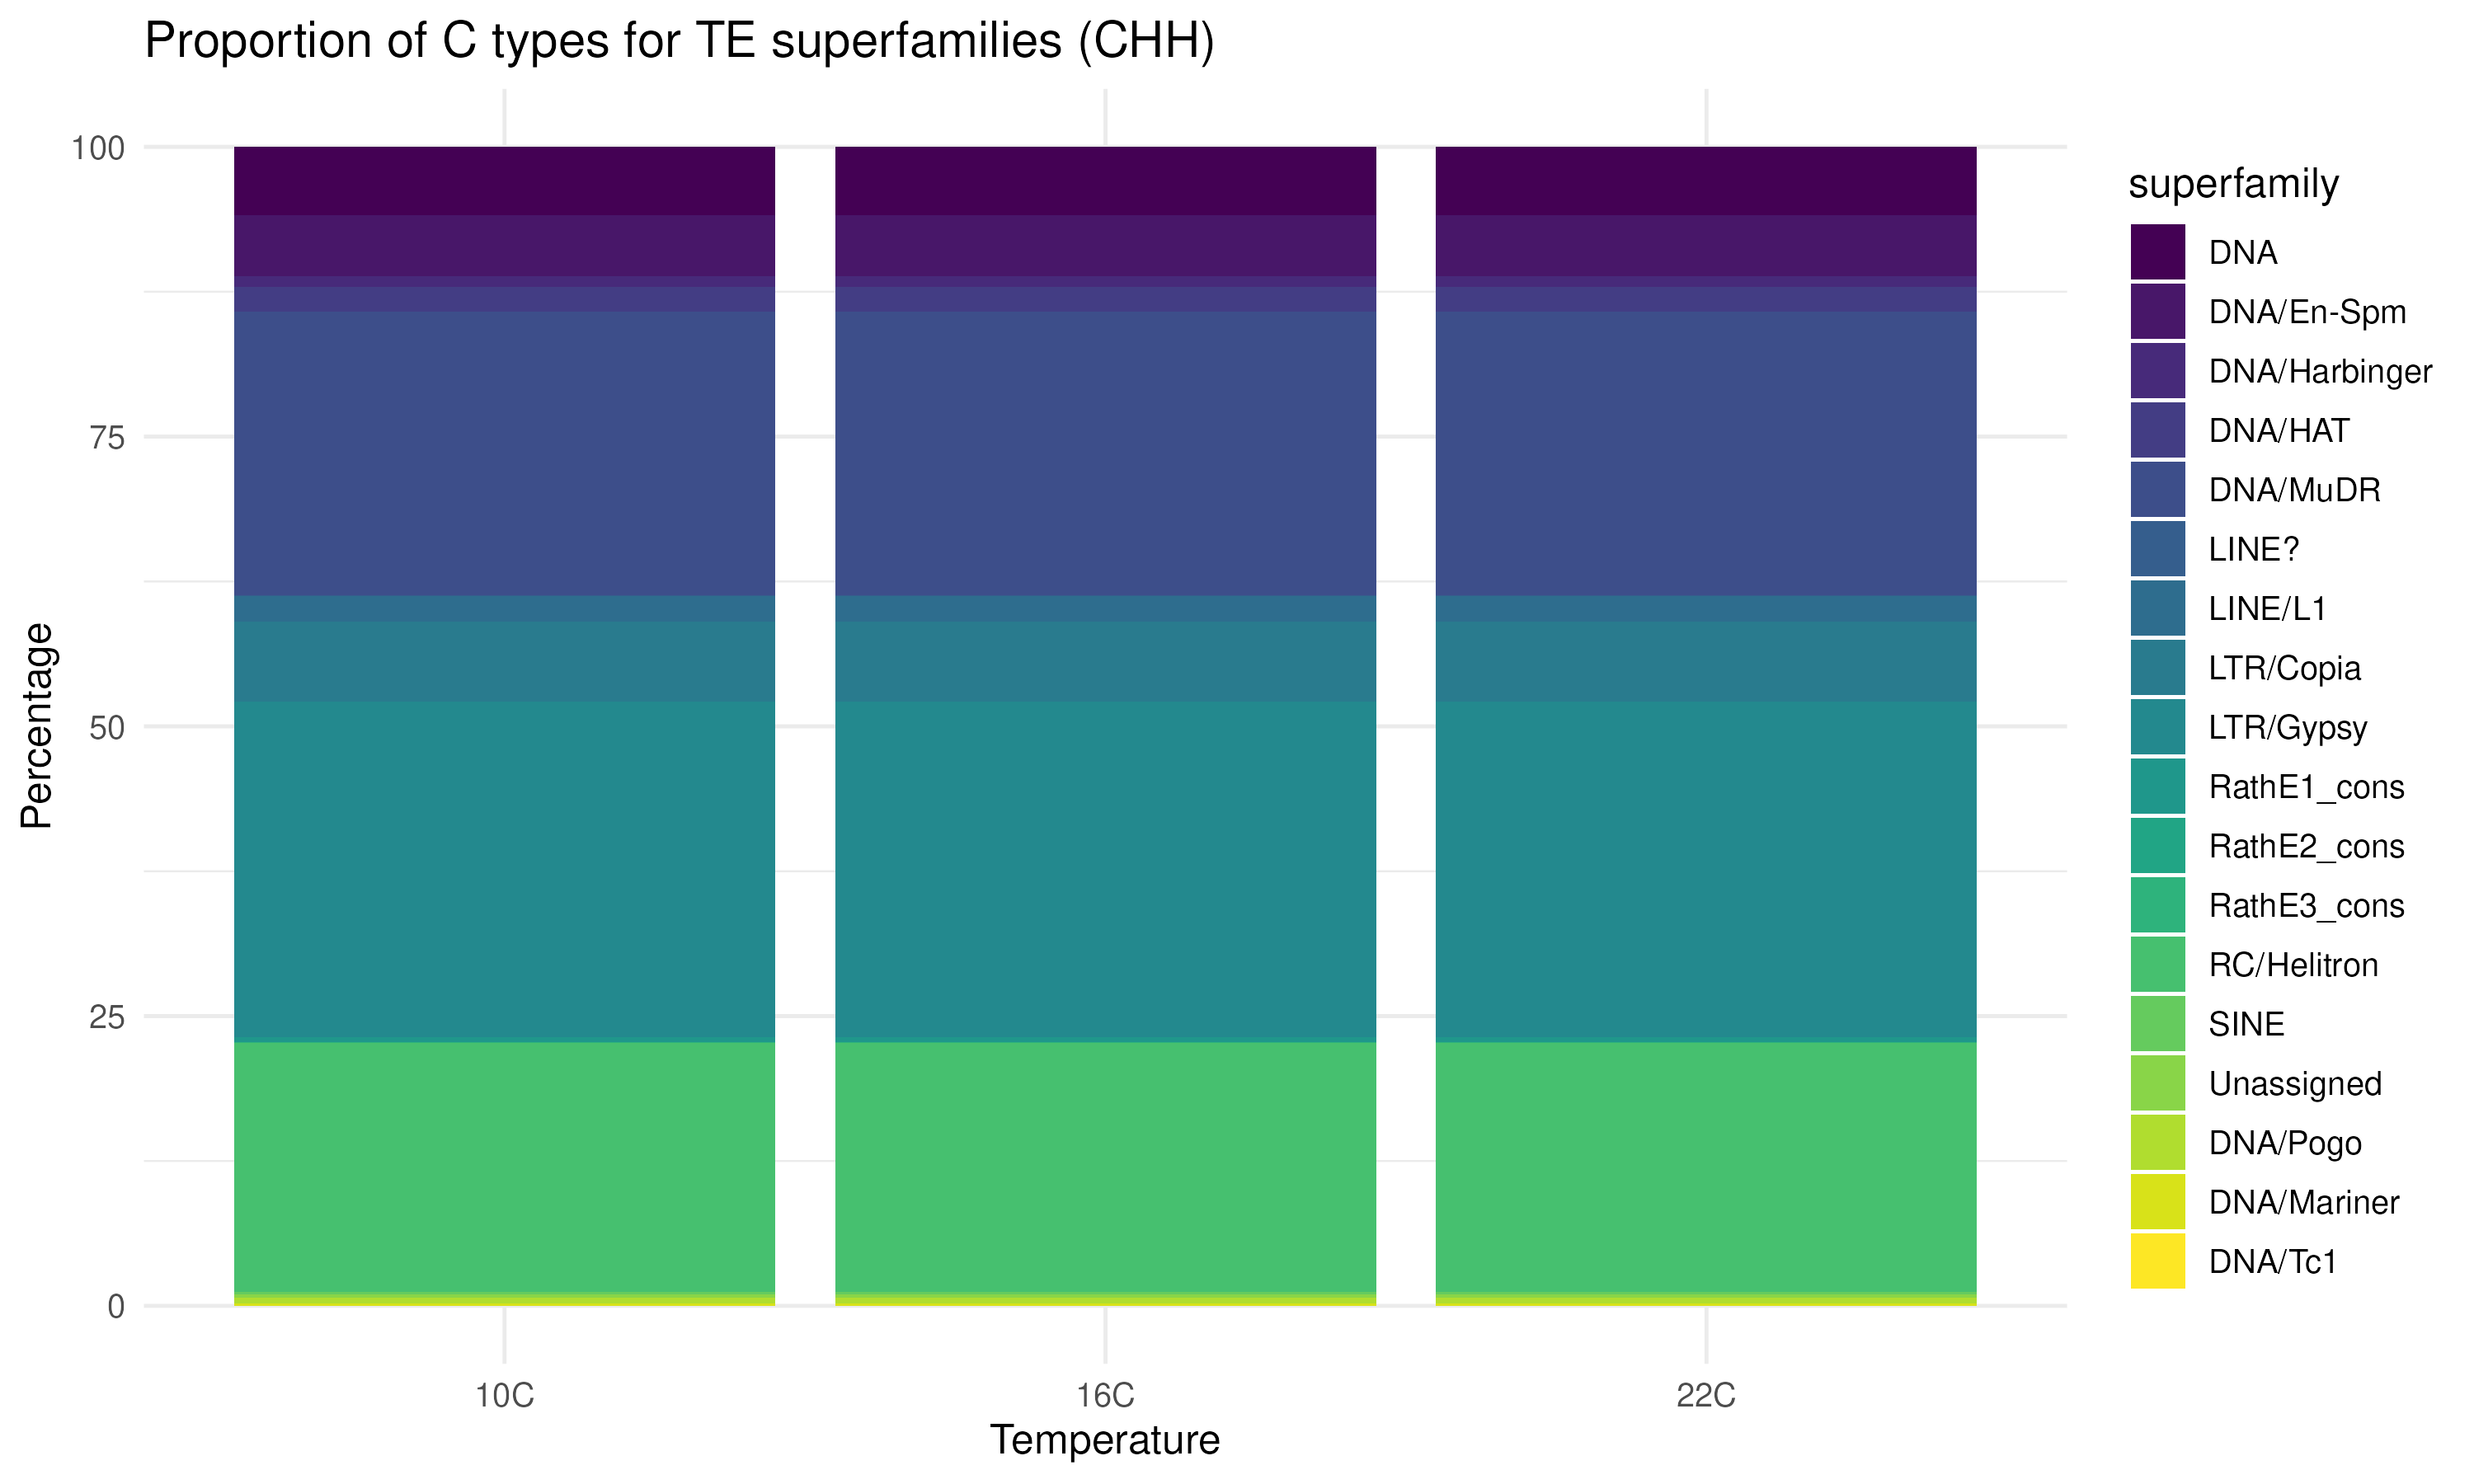 Proportion of C types for TE superfamilies (CHH)
100
75
50
25
0
Percentage
10C
16C
22C
Temperature
superfamily
DNA
DNA/En-Spm
DNA/Harbinger
DNA/HAT
DNA/MuDR
LINE?
LINE/L1
LTR/Copia
LTR/Gypsy
RathE1_cons
RathE2_cons
RathE3_cons
RC/Helitron
SINE
Unassigned
DNA/Pogo
DNA/Mariner
DNA/Tc1